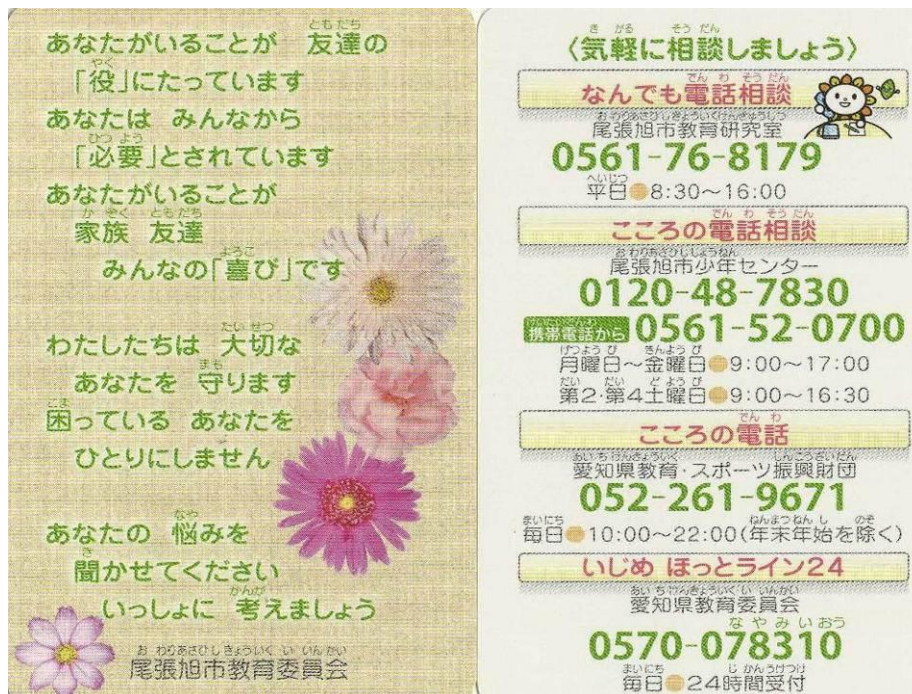 あなたがいることが 友達の
「役」にたっています
あなたは みんなから
「必要」とされています
あなたがいることが
家族 友達
みんなの「喜び」です
わたしたちは 大切な
あなたを 守ります
困っている あなたを
ひとりにしません
あなたの 悩みを
聞かせてください
いっしょに 考えましょう
尾張旭市教育委員会
〈気軽に相談しましょう〉
なんでも電話相談
尾張旭市教育研究室
0561-76-8179
平日●8:30～16:00
こころの電話相談
尾張旭市少年センター
0120-48-7830
携帯電話から 0561-52-0700
月曜日～金曜日●9:00～17:00
第2・第4土曜日●9:00～16:30
こころの電話
愛知県教育・スポーツ振興財団
052-261-9671
毎日●10:00～22:00(年末年始を除く)
いじめ ほっとライン24
愛知県教育委員会
なやみいおう
0570-078310
毎日●24時間受付